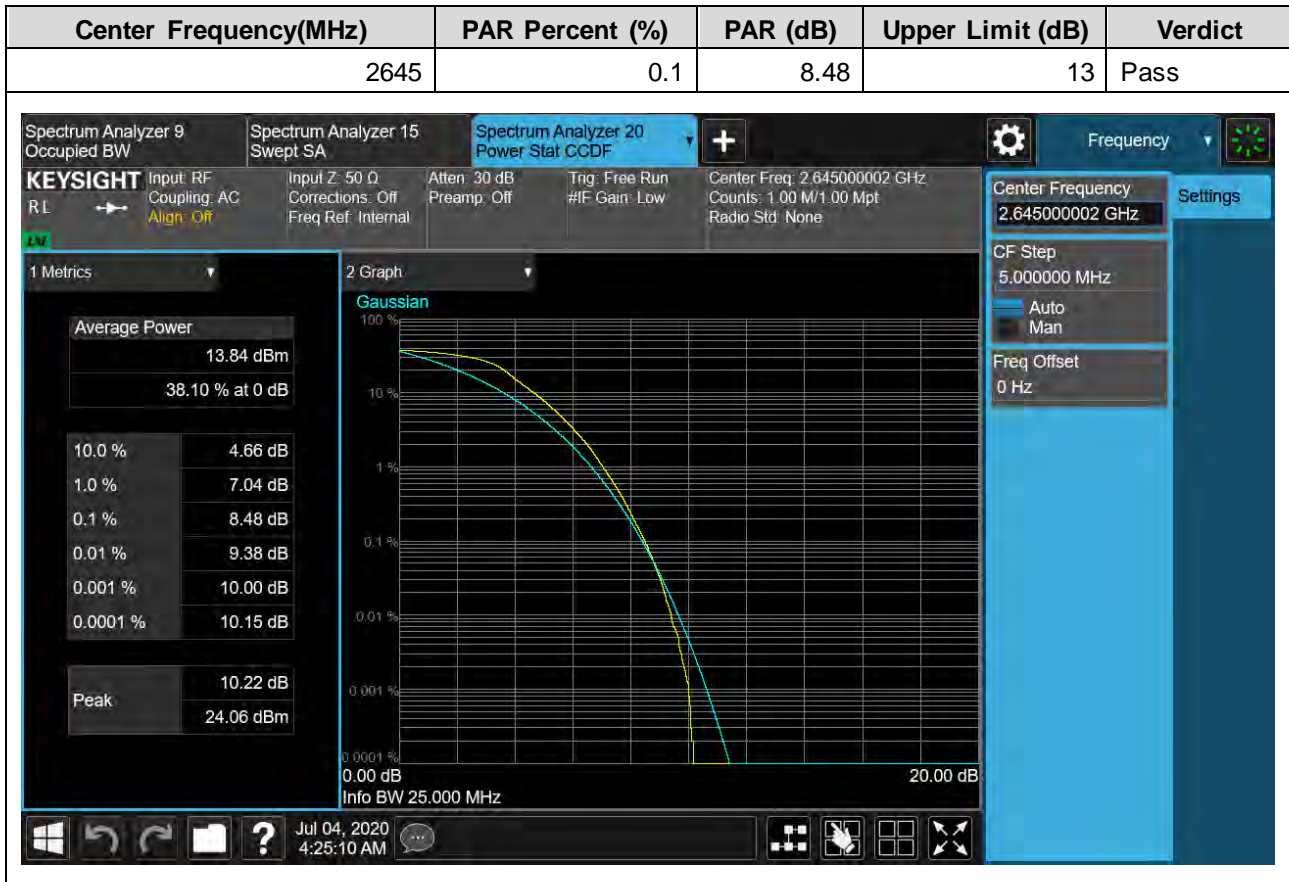 Center Frequency(MHz) PAR Percent (%) PAR (dB) Upper Limit (dB) Verdict
2645 0.1 8.48 13 Pass
Spectrum Analyzer 9
Occupied BW
Spectrum Analyzer 15
Swept SA
Spectrum Analyzer 20
Power Stat CCDF
Frequency
KEYSIGHT
RL
LXI
Input: RF
Coupling: AC
Align: Off
Input Z: 50 Ω
Corrections: Off
Freq Ref: Internal
Atten: 30 dB
Preamp: Off
Trig: Free Run
#IF Gain: Low
Center Freq: 2.645000002 GHz
Counts: 1.00 M/1.00 Mpt
Radio Std: None
Center Frequency
2.645000002 GHz
Settings
CF Step
5.000000 MHz
Auto
Man
Freq Offset
0 Hz
1 Metrics
Average Power
13.84 dBm
38.10 % at 0 dB
10.0 % 4.66 dB
1.0 % 7.04 dB
0.1 % 8.48 dB
0.01 % 9.38 dB
0.001 % 10.00 dB
0.0001 % 10.15 dB
Peak
10.22 dB
24.06 dBm
2 Graph
Gaussian
100 %
10 %
1 %
0.1 %
0.01 %
0.001 %
0.0001 %
0.00 dB 20.00 dB
Info BW 25.000 MHz
?
Jul 04, 2020
4:25:10 AM